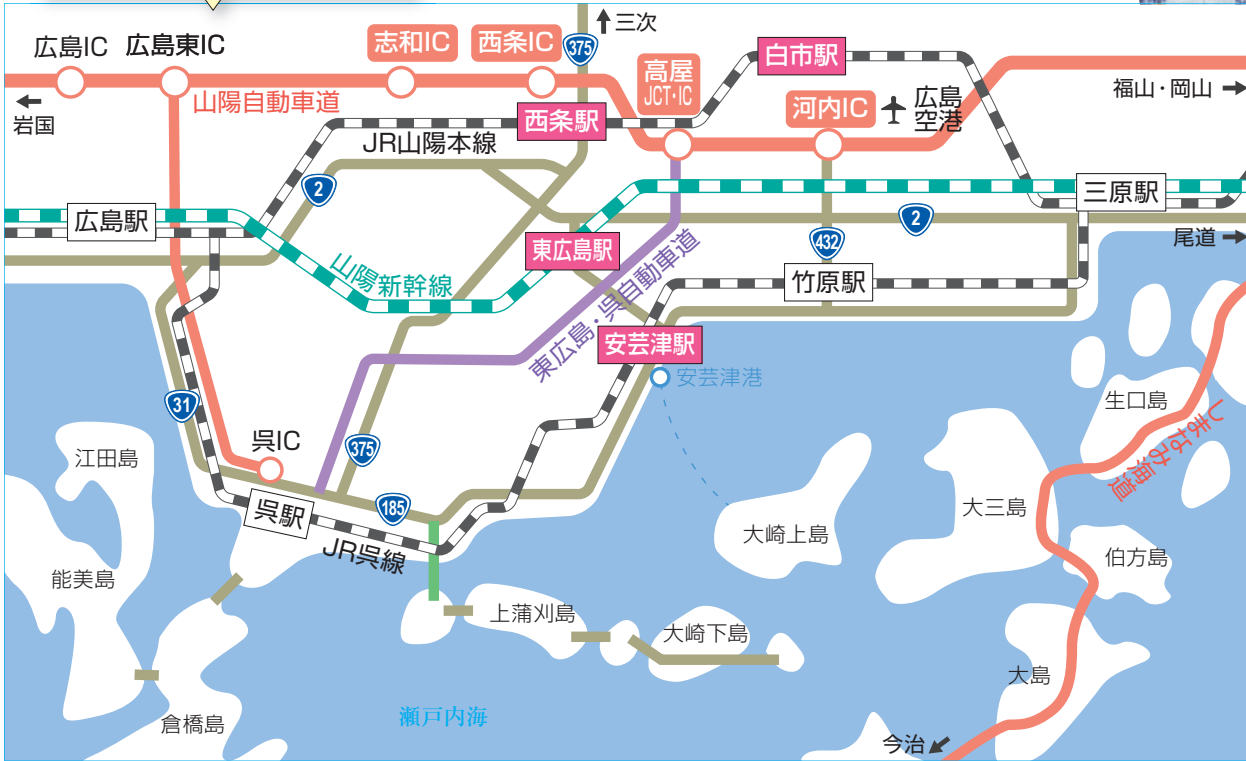 三次
広島IC
広島東IC
志和IC
西条IC
375
高屋
JCT・IC
白市駅
河内IC
広島
空港
福山・岡山
岩国
山陽自動車道
西条駅
JR山陽本線
2
三原駅
広島駅
2
尾道
東広島駅
432
山陽新幹線
竹原駅
東広島・呉自動車道
安芸津駅
安芸津港
31
生口島
しまなみ海道
呉IC
375
江田島
185
呉駅
大三島
大崎上島
JR呉線
伯方島
能美島
上蒲刈島
大崎下島
大島
瀬戸内海
倉橋島
今治